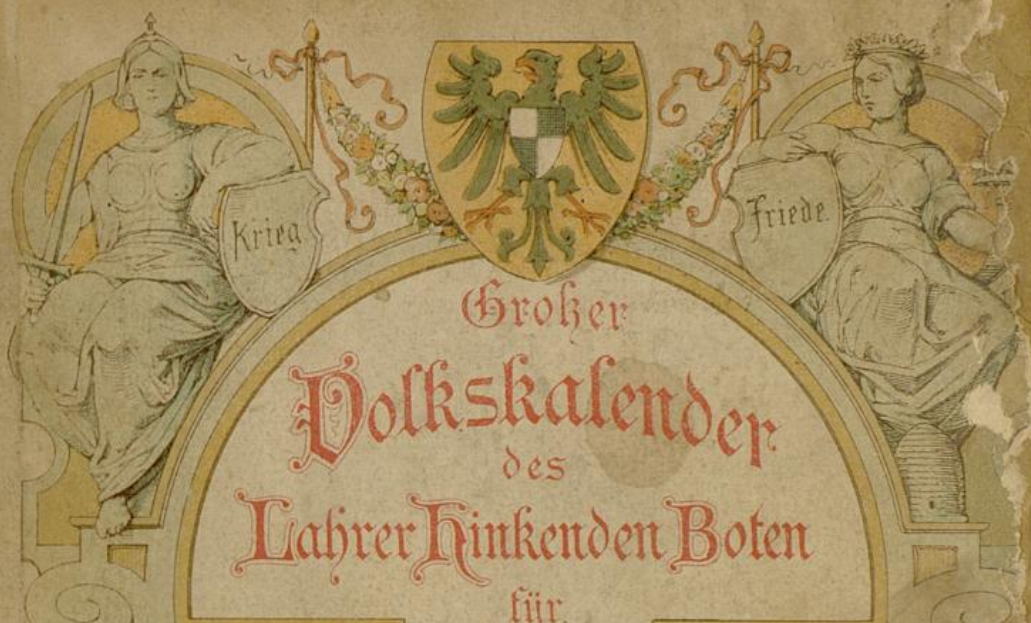 Krieg
Friede.
Großer
Volkskalender
des
Lahrer Hinkenden Boten
für